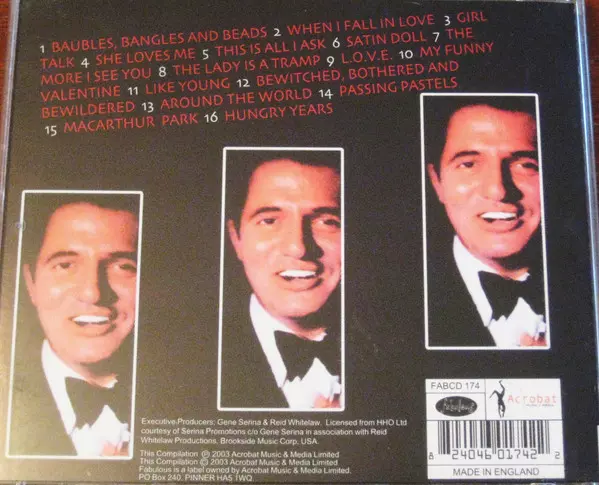 1 BAUBLES, BANGLES AND BEADS 2 WHEN I FALL IN LOVE 3 GIRL
TALK 4 SHE LOVES ME 5 THIS IS ALL I ASK 6 SATIN DOLL 7 THE
MORE I SEE YOU 8 THE LADY IS A TRAMP 9 L.O.V.E. 10 MY FUNNY
VALENTINE 11 LIKE YOUNG 12 BEWITCHED, BOTHERED AND
BEWILDERED 13 AROUND THE WORLD 14 PASSING PASTELS
15 MACARTHUR PARK 16 HUNGRY YEARS
FABCD 174
fabulous
Acrobat
8 24046 01742 2
MADE IN ENGLAND
Executive Producers: Gene Serina & Reid Whitelaw. Licensed from HHO Ltd
courtesy of Serina Promotions c/o Gene Serina in association with Reid
Whitelaw Productions. Brookside Music Corp, USA.
This Compilation ℗ 2003 Acrobat Music & Media Limited
This Compilation © 2003 Acrobat Music & Media Limited
Fabulous is a label owned by Acrobat Music & Media Limited.
PO Box 240, PINNER HA5 TWQ.